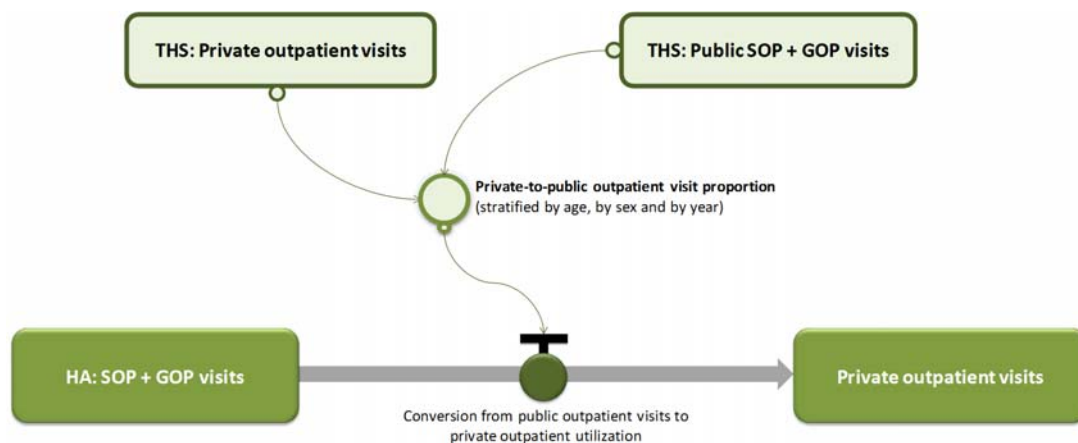 THS: Private outpatient visits
THS: Public SOP + GOP visits
Private-to-public outpatient visit proportion
(stratified by age, by sex and by year)
HA: SOP + GOP visits
Private outpatient visits
Conversion from public outpatient visits to
private outpatient utilization